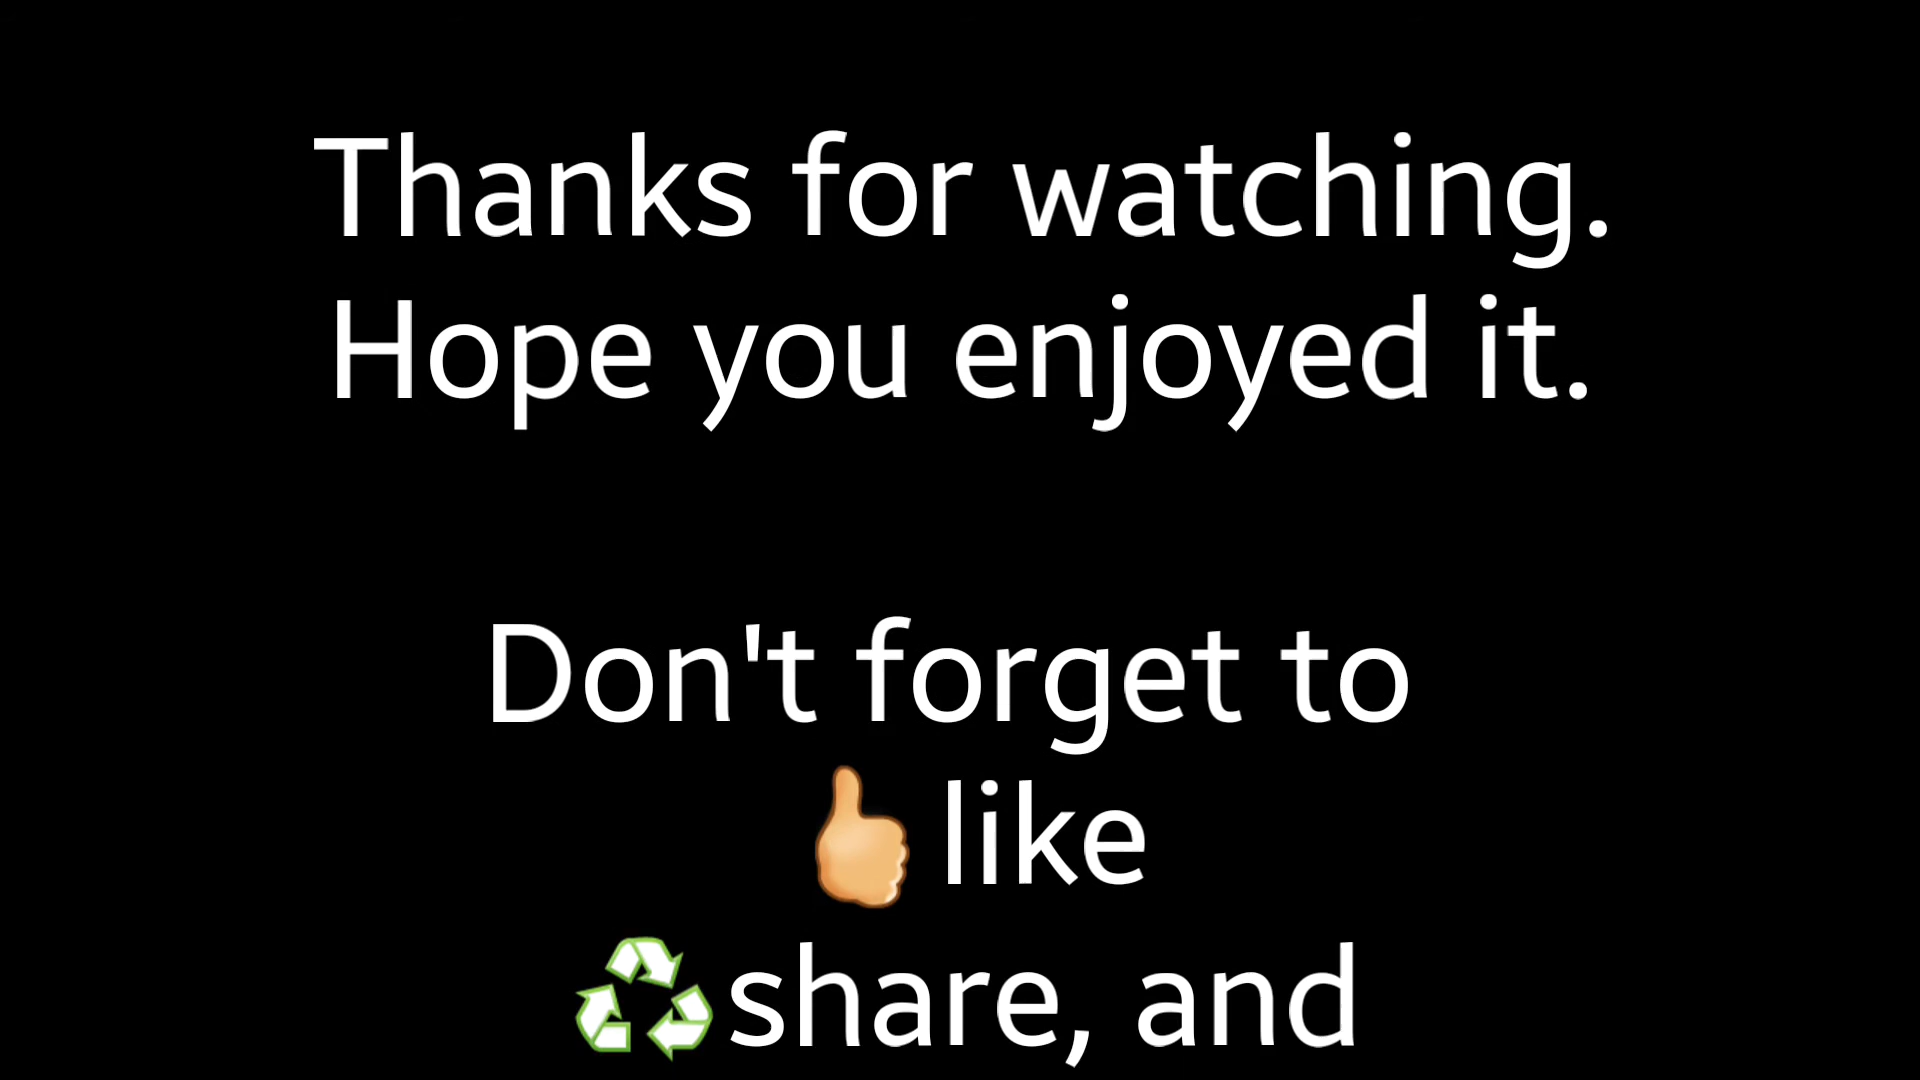 Thanks for watching.
Hope you enjoyed it.
Don't forget to
👍like
♻share, and